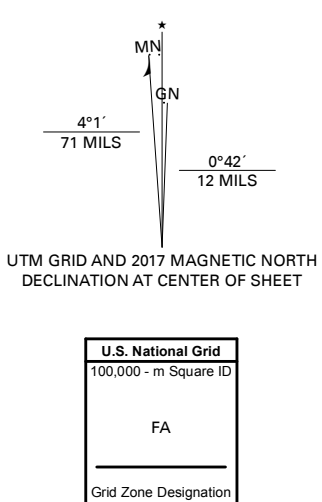 ★
MN
GN
4°1´
71 MILS
0°42´
12 MILS
UTM GRID AND 2017 MAGNETIC NORTH
DECLINATION AT CENTER OF SHEET
U.S. National Grid
100,000 - m Square ID
FA
Grid Zone Designation